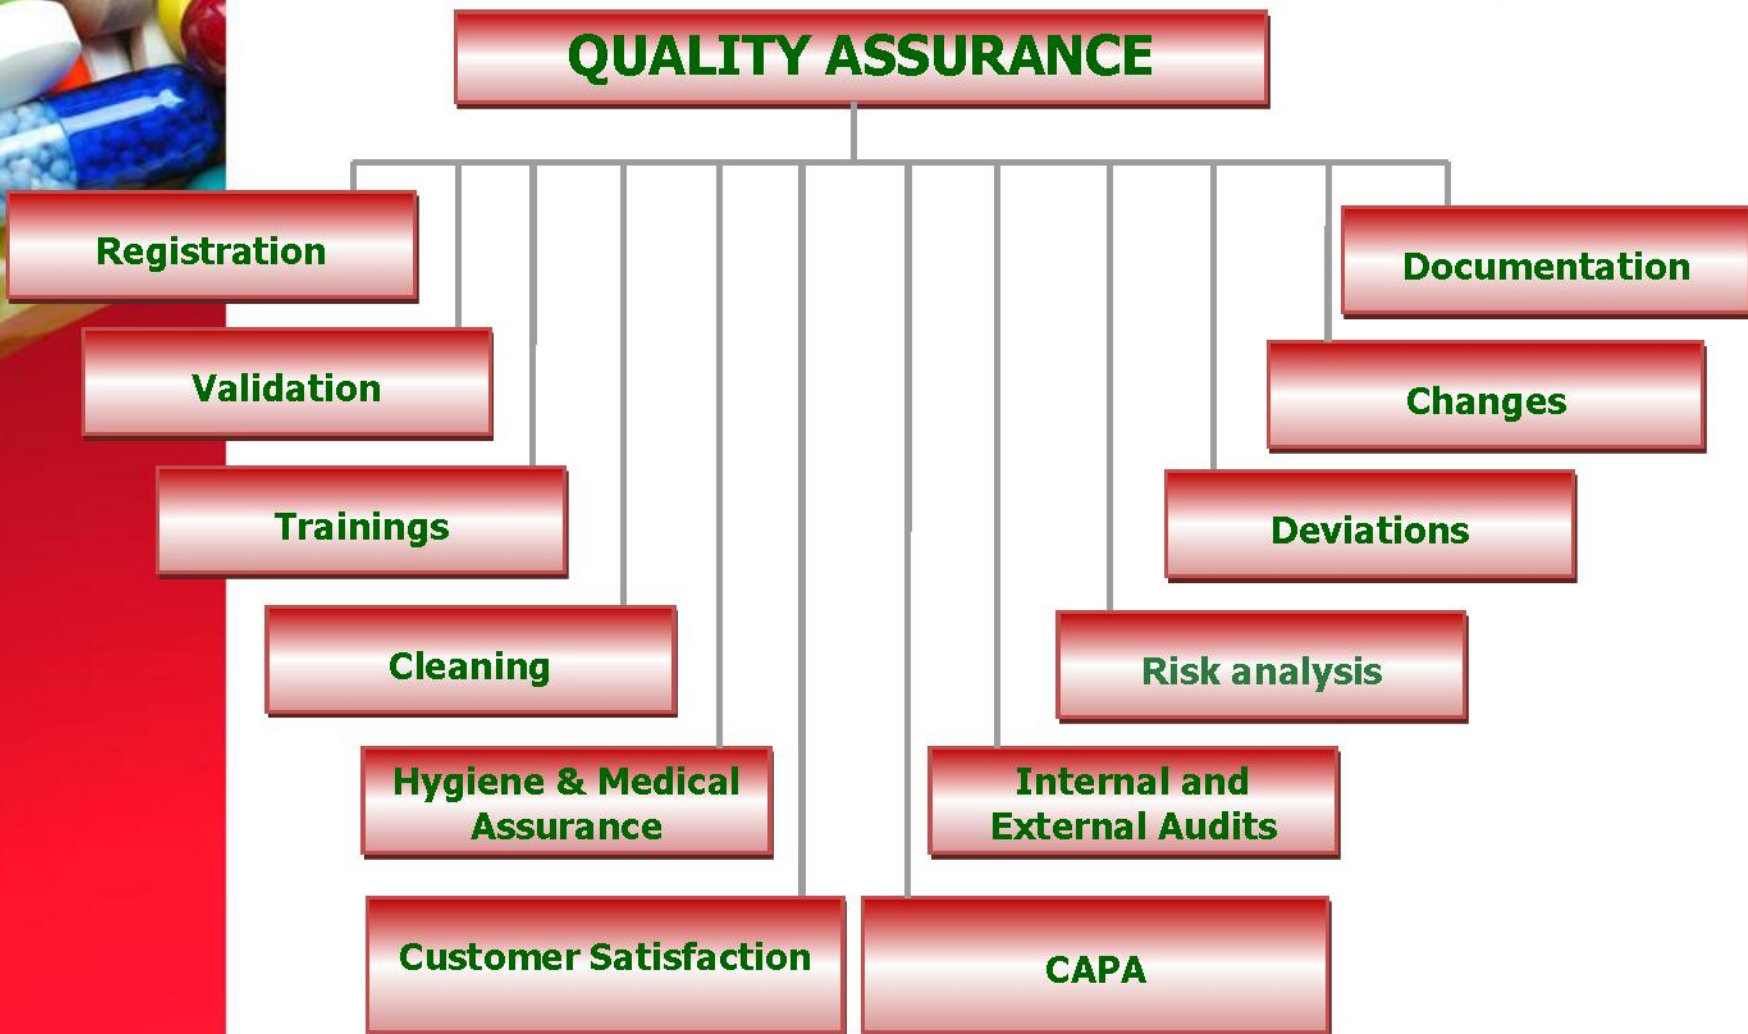 QUALITY ASSURANCE
Registration
Documentation
Validation
Changes
Trainings
Deviations
Cleaning
Risk analysis
Hygiene & Medical
Assurance
Internal and
External Audits
Customer Satisfaction
CAPA